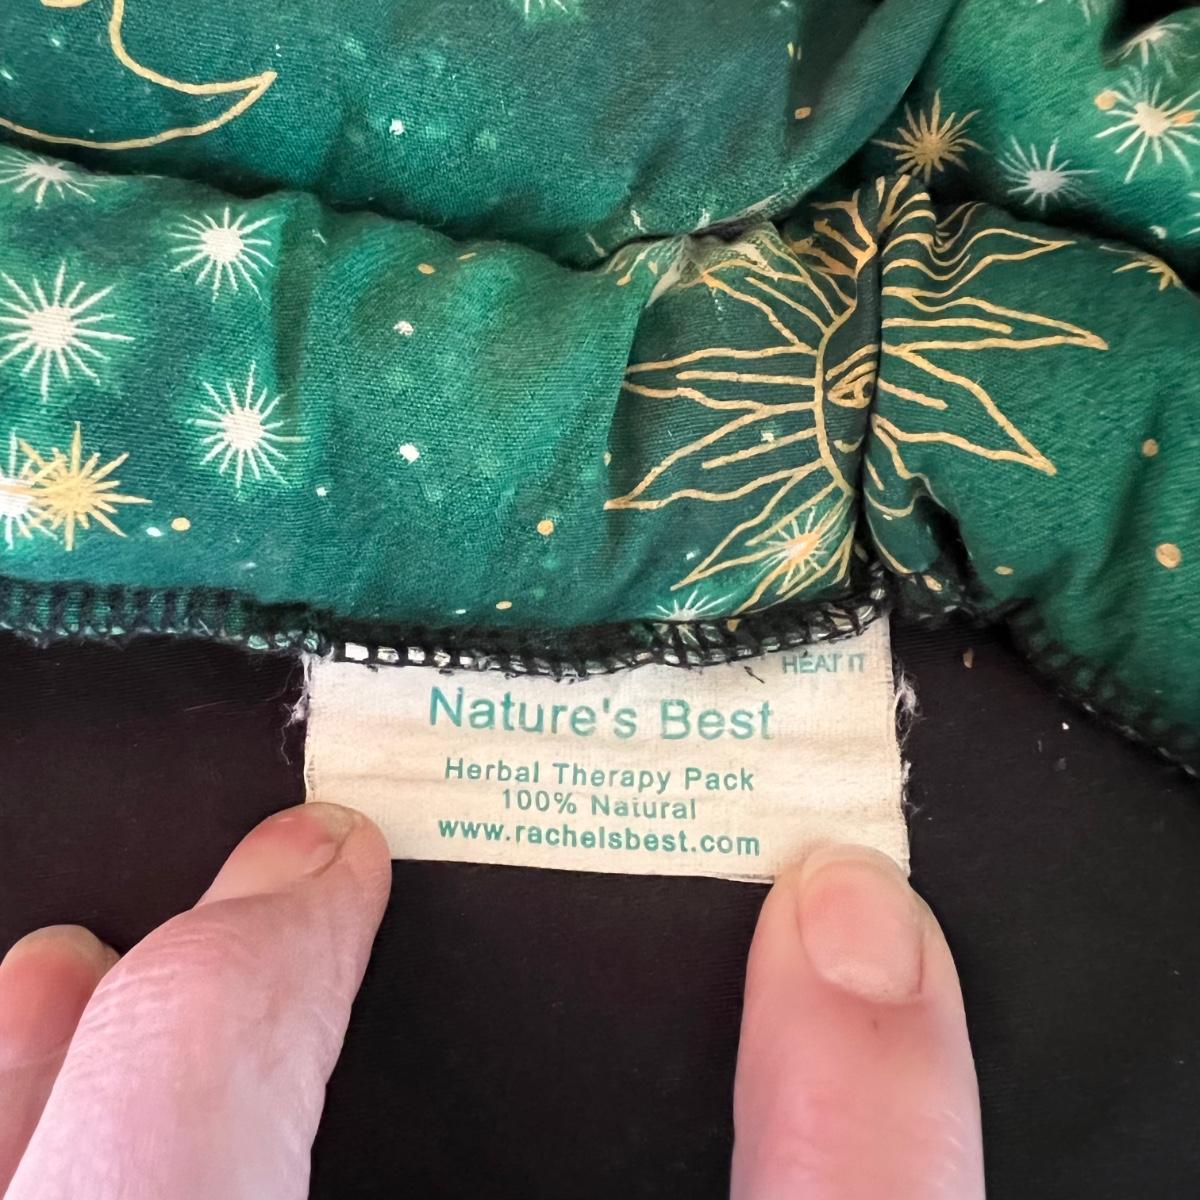 HEAT IT
Nature's Best
Herbal Therapy Pack
100% Natural
www.rachelsbest.com